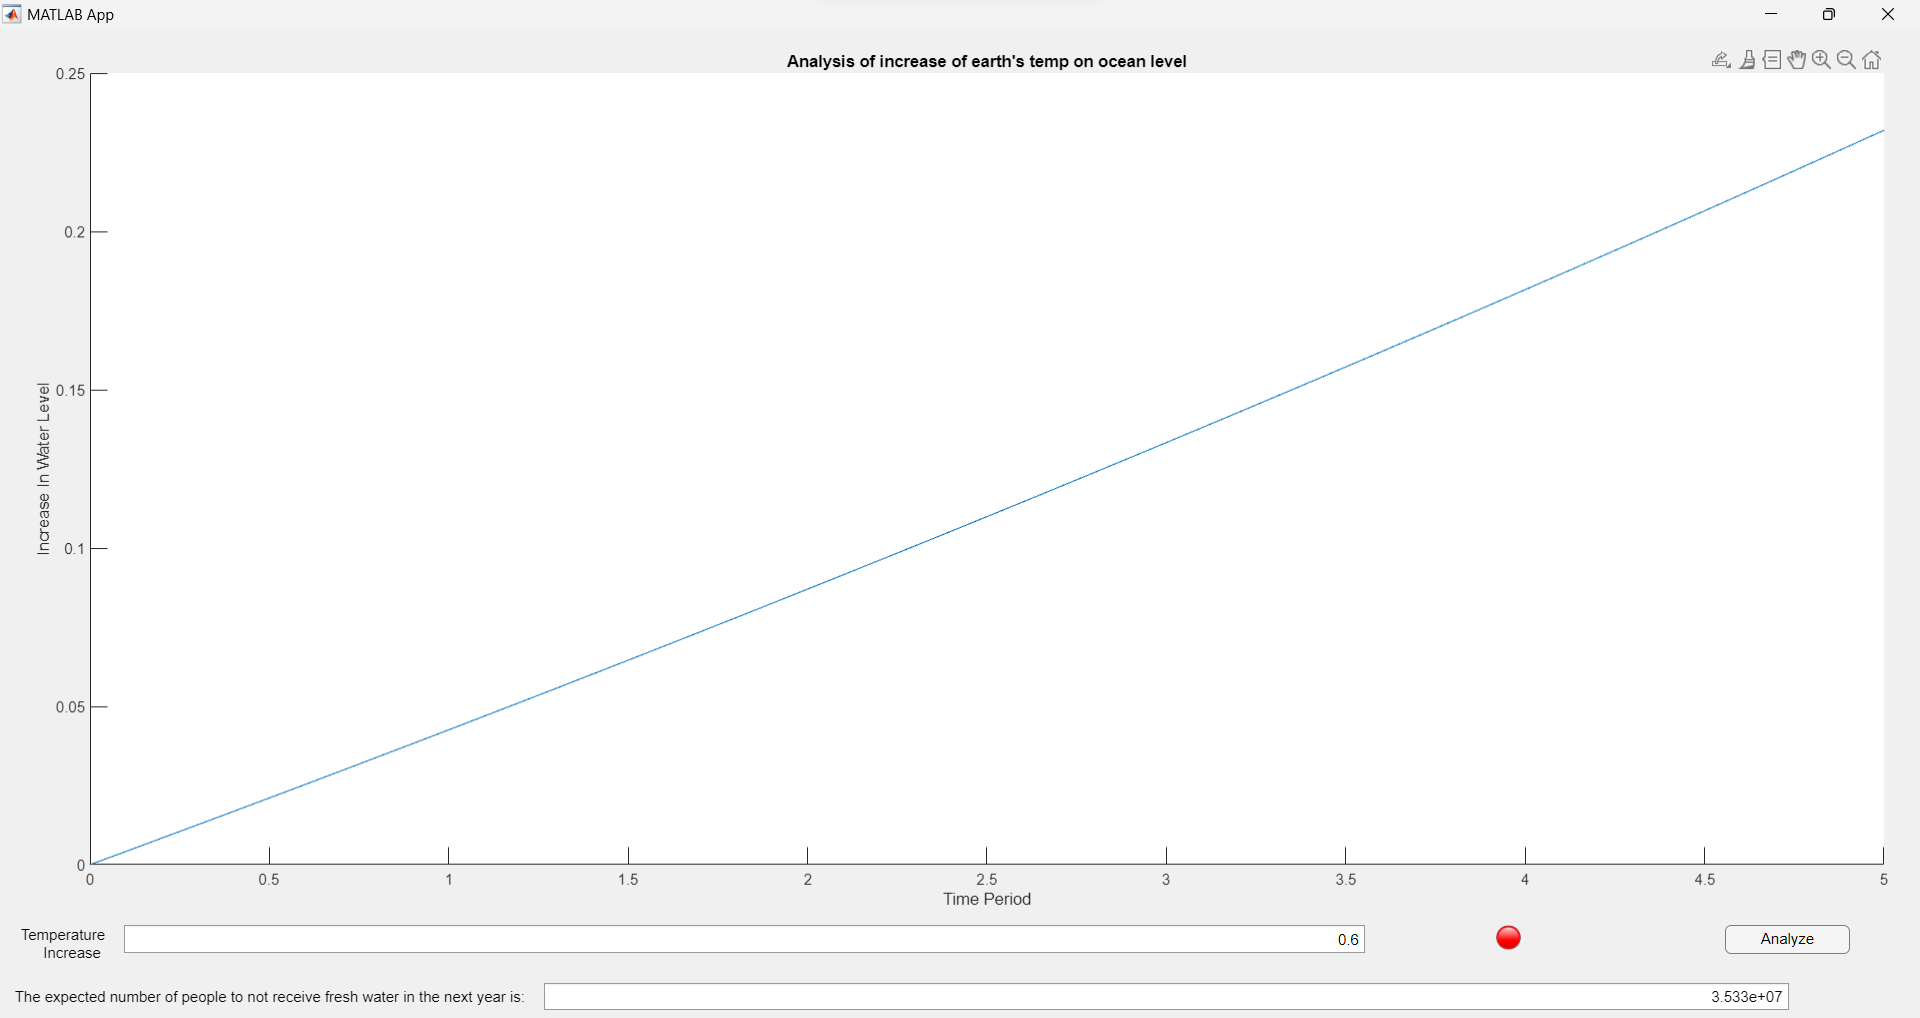 MATLAB App
Analysis of increase of earth's temp on ocean level
0.25
0.2
0.15
0.1
0.05
0
Increase In Water Level
0 0.5 1 1.5 2 2.5 3 3.5 4 4.5 5
Time Period
Temperature
Increase
0.6
Analyze
The expected number of people to not receive fresh water in the next year is: 3.533e+07